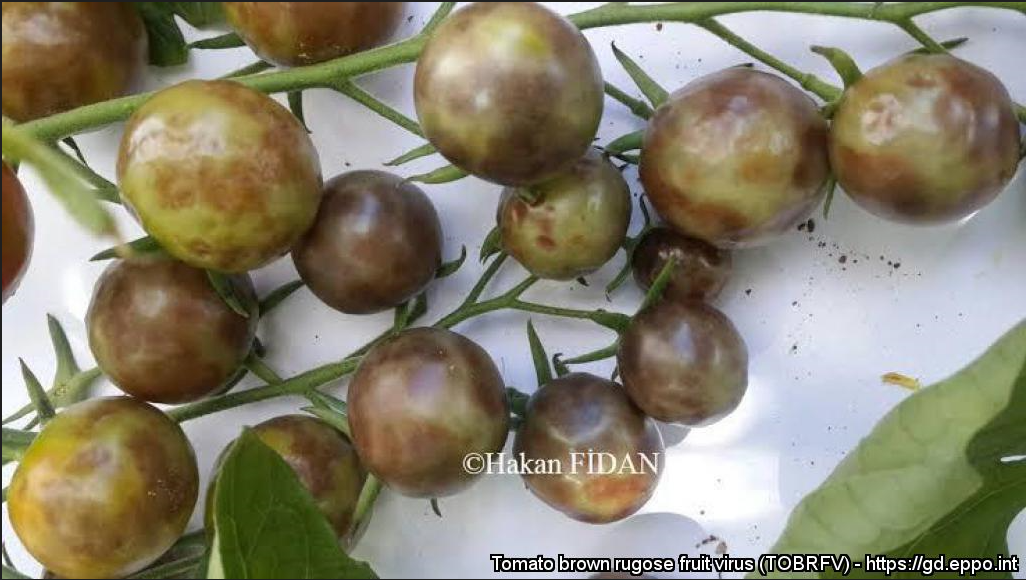 ©Hakan FİDAN
Tomato brown rugose fruit virus (TOBRFV) - https://gd.eppo.int